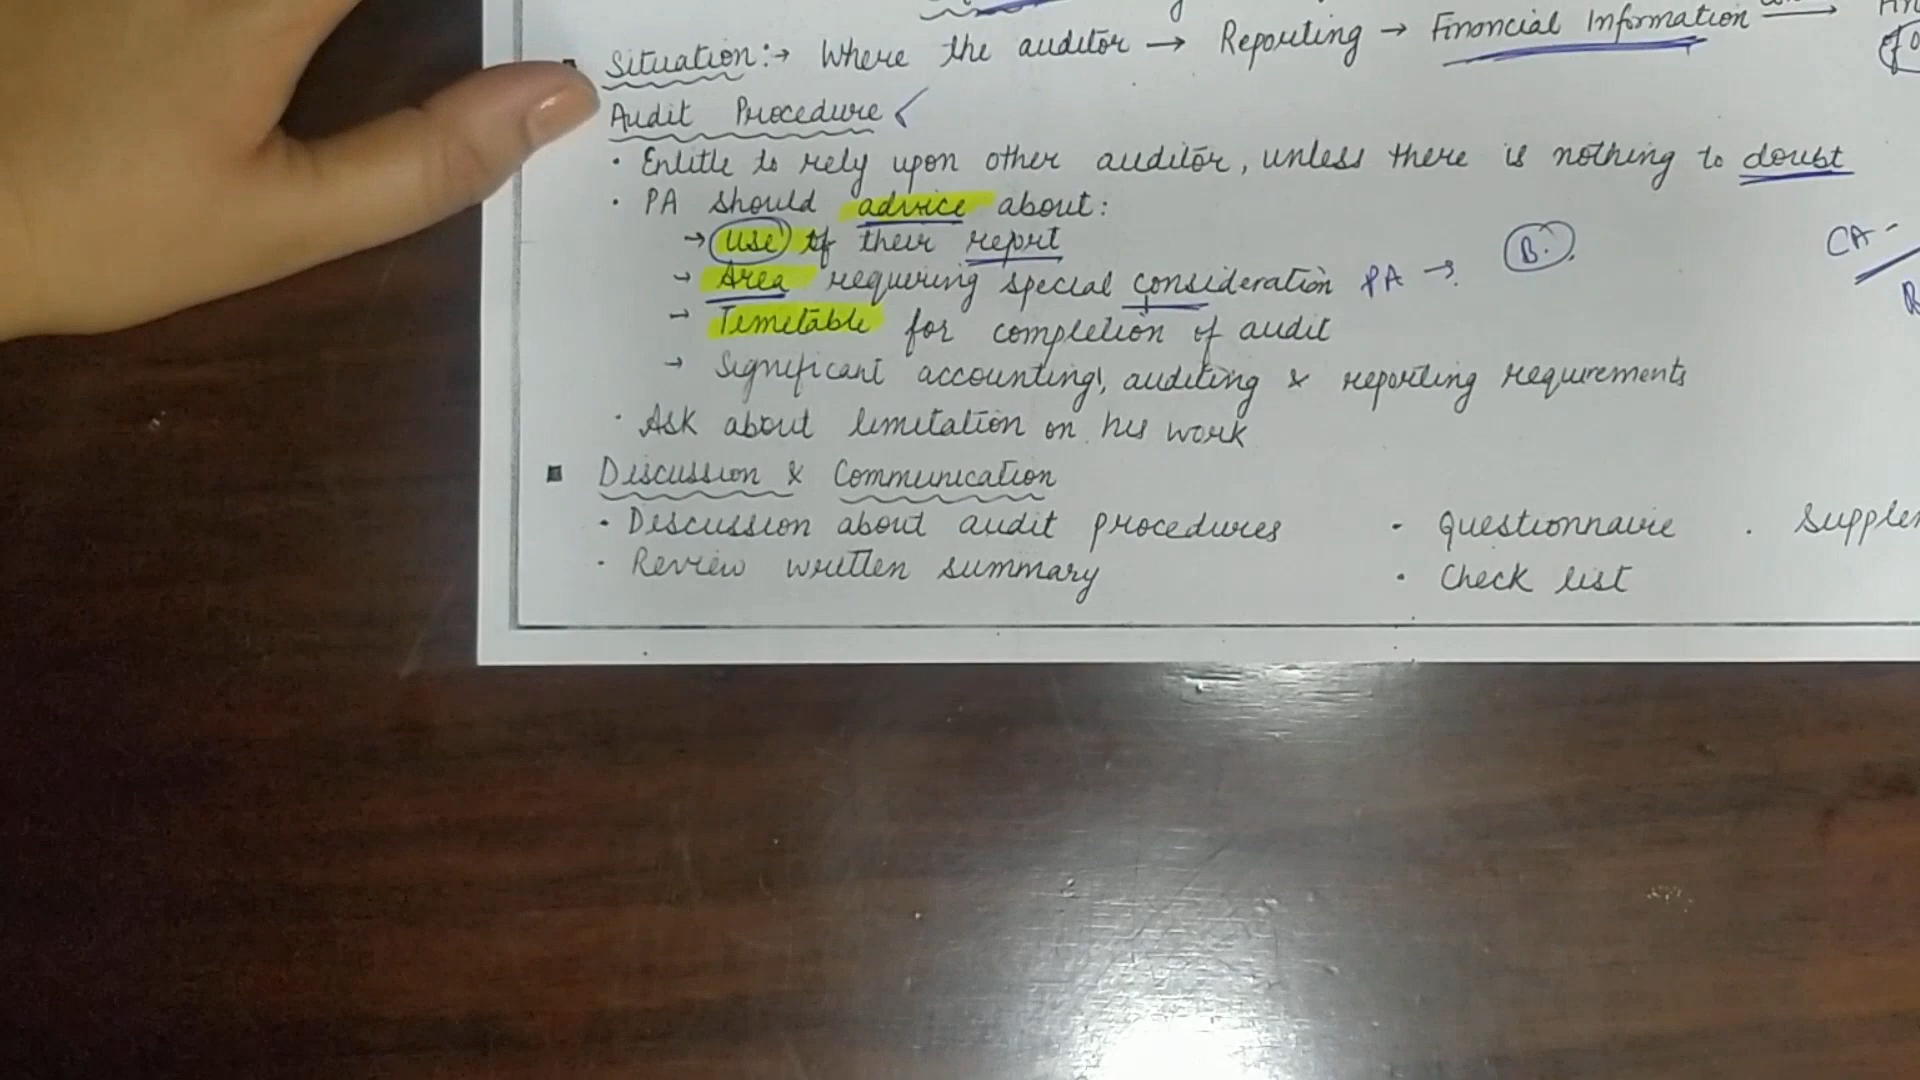 Situation:→ Where the auditor → Reporting → Financial Information →
Audit Procedure
• Entitle to rely upon other auditor, unless there is nothing to doubt
• PA should advice about:
→ Use of their report
B.
CA -
→ Area requering special consideration PA →
→ Timetable for completion of audit
→ Significant accounting, auditing & reporting requirements
• Ask about limitation on his work
▪ Discussion & Communication
• Discussion about audit procedures • Questionnaire .
• Review written summary • Check list